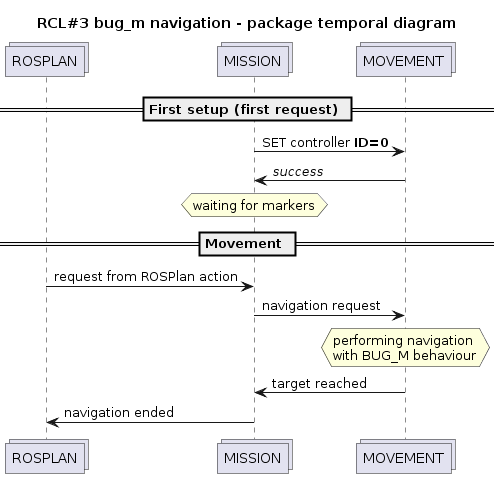 RCL#3 bug_m navigation - package temporal diagram
ROSPLAN MISSION MOVEMENT
First setup (first request)
SET controller ID=0
success
waiting for markers
Movement
request from ROSPlan action
navigation request
performing navigation
with BUG_M behaviour
target reached
navigation ended
ROSPLAN MISSION MOVEMENT